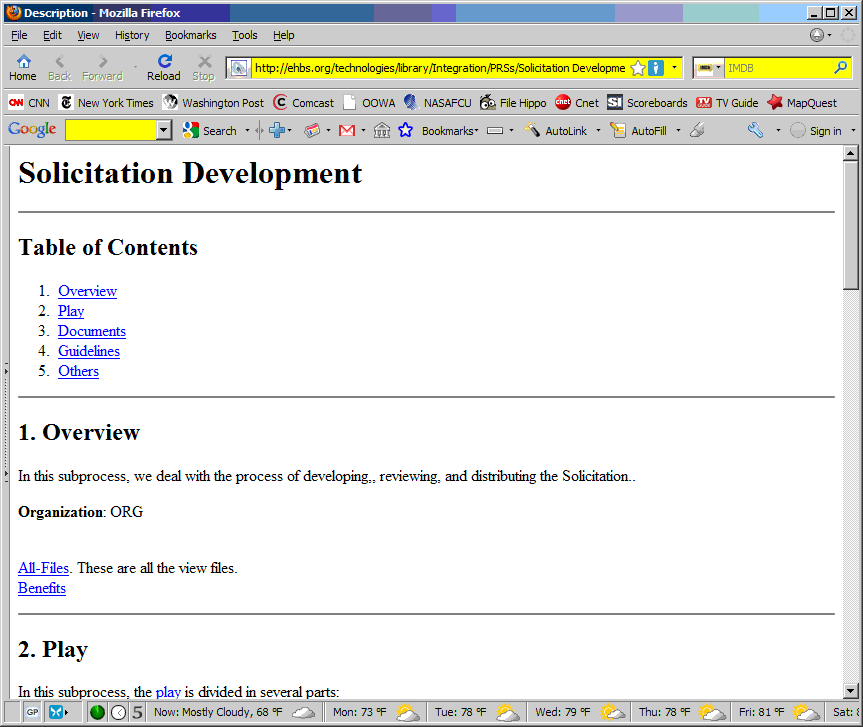 Description - Mozilla Firefox
File Edit View History Bookmarks Tools Help
Home Back Forward Reload Stop http://ehbs.org/technologies/library/Integration/PRSs/Solicitation Developme IMDB
CNN CNN New York Times Washington Post Comcast OOWA NASAFCU File Hippo cnet Cnet SI Scoreboards TV Guide MapQuest
Google Search Bookmarks AutoLink AutoFill Sign in
Solicitation Development
Table of Contents
1. Overview
2. Play
3. Documents
4. Guidelines
5. Others
1. Overview
In this subprocess, we deal with the process of developing,, reviewing, and distributing the Solicitation..
Organization: ORG
All-Files. These are all the view files.
Benefits
2. Play
In this subprocess, the play is divided in several parts:
GP 5 Now: Mostly Cloudy, 68 °F Mon: 73 °F Tue: 78 °F Wed: 79 °F Thu: 78 °F Fri: 81 °F Sat: 8